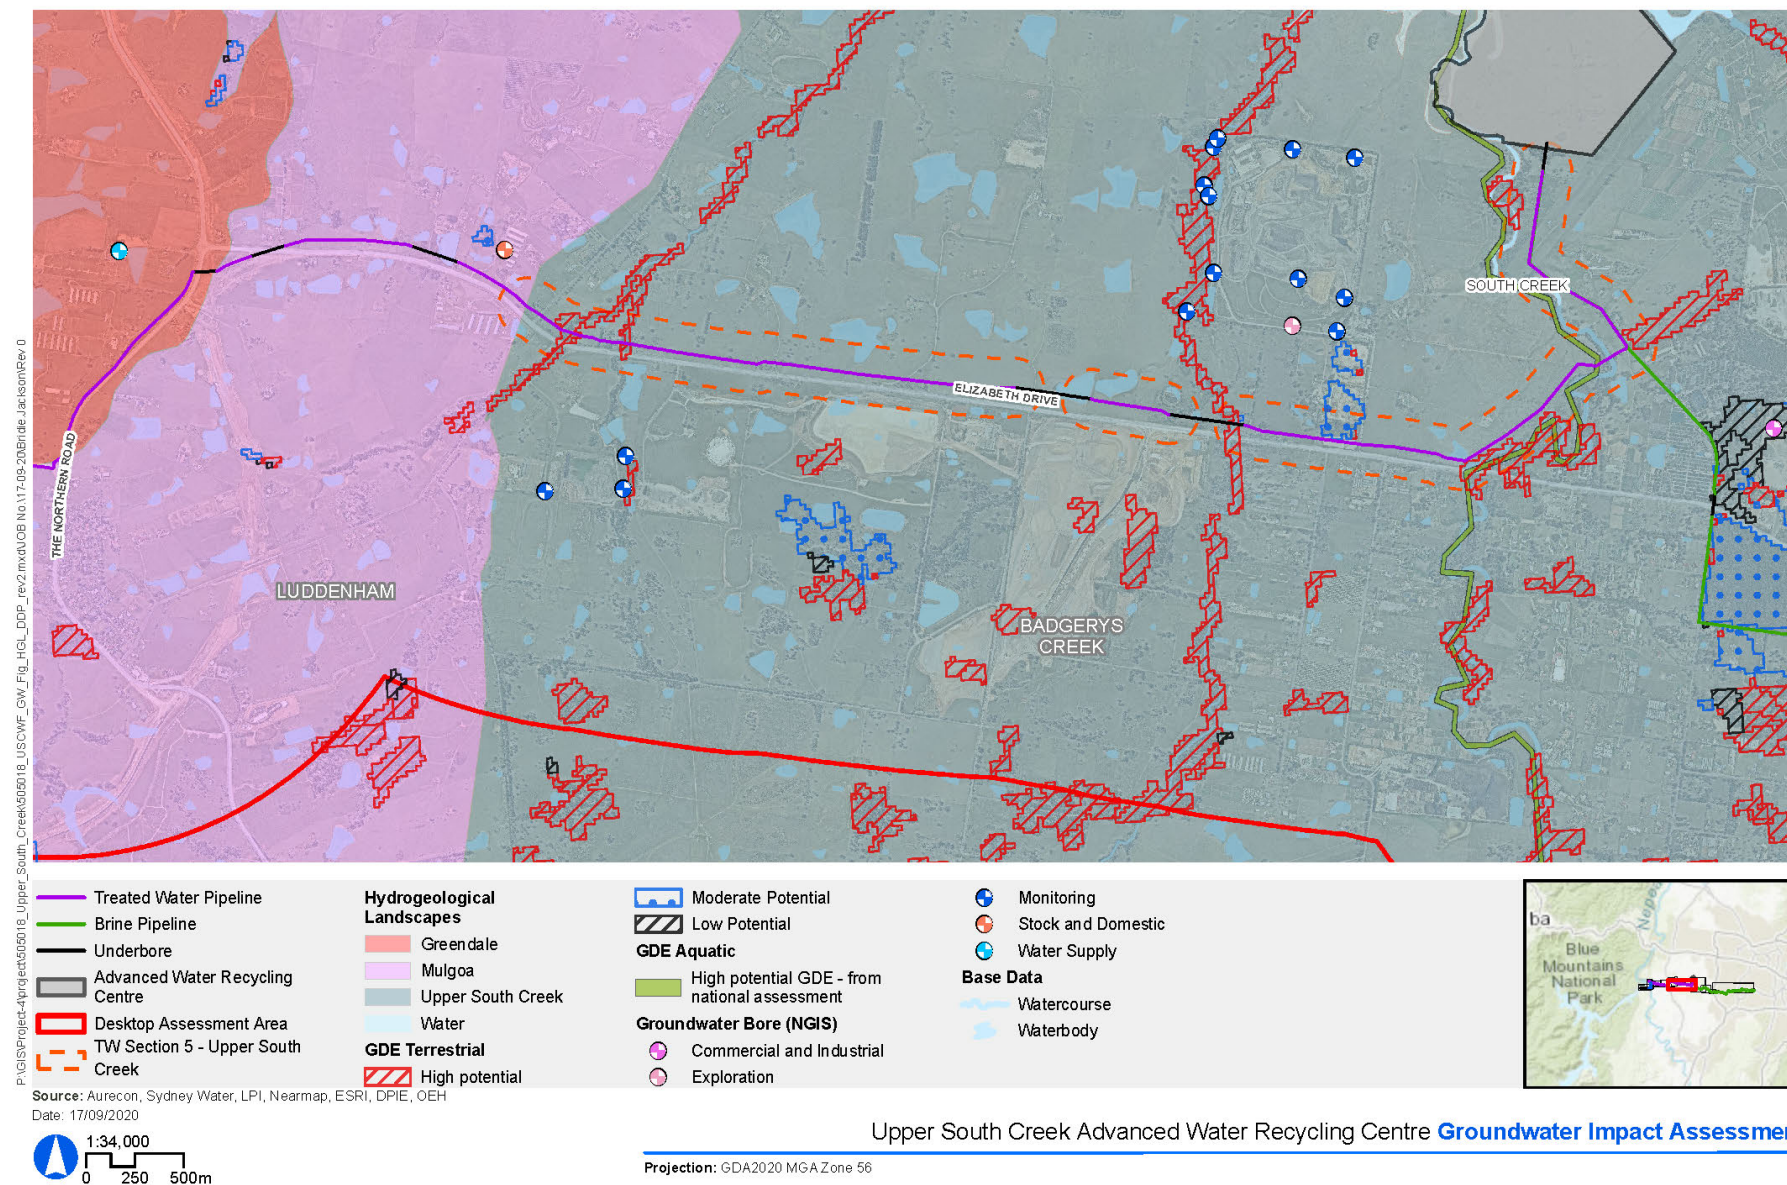 SOUTH CREEK
ELIZABETH DRIVE
THE NORTHERN ROAD
LUDDENHAM
BADGERYS
CREEK
Treated Water Pipeline
Brine Pipeline
Underbore
Advanced Water Recycling
Centre
Desktop Assessment Area
TW Section 5 - Upper South
Creek
Hydrogeological
Landscapes
Greendale
Mulgoa
Upper South Creek
Water
GDE Terrestrial
High potential
Moderate Potential
Low Potential
GDE Aquatic
High potential GDE - from
national assessment
Groundwater Bore (NGIS)
Commercial and Industrial
Exploration
Monitoring
Stock and Domestic
Water Supply
Base Data
Watercourse
Waterbody
ba
Blue
Mountains
National
Park
Nepea
Source: Aurecon, Sydney Water, LPI, Nearmap, ESRI, DPIE, OEH
Date: 17/09/2020
1:34,000
0 250 500m
Upper South Creek Advanced Water Recycling Centre Groundwater Impact Assessme
Projection: GDA2020 MGA Zone 56